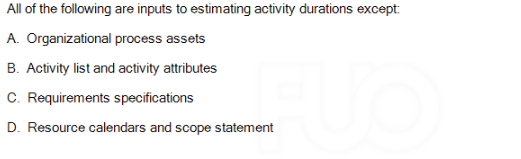 All of the following are inputs to estimating activity durations except:
A. Organizational process assets
B. Activity list and activity attributes
C. Requirements specifications
D. Resource calendars and scope statement
FUO